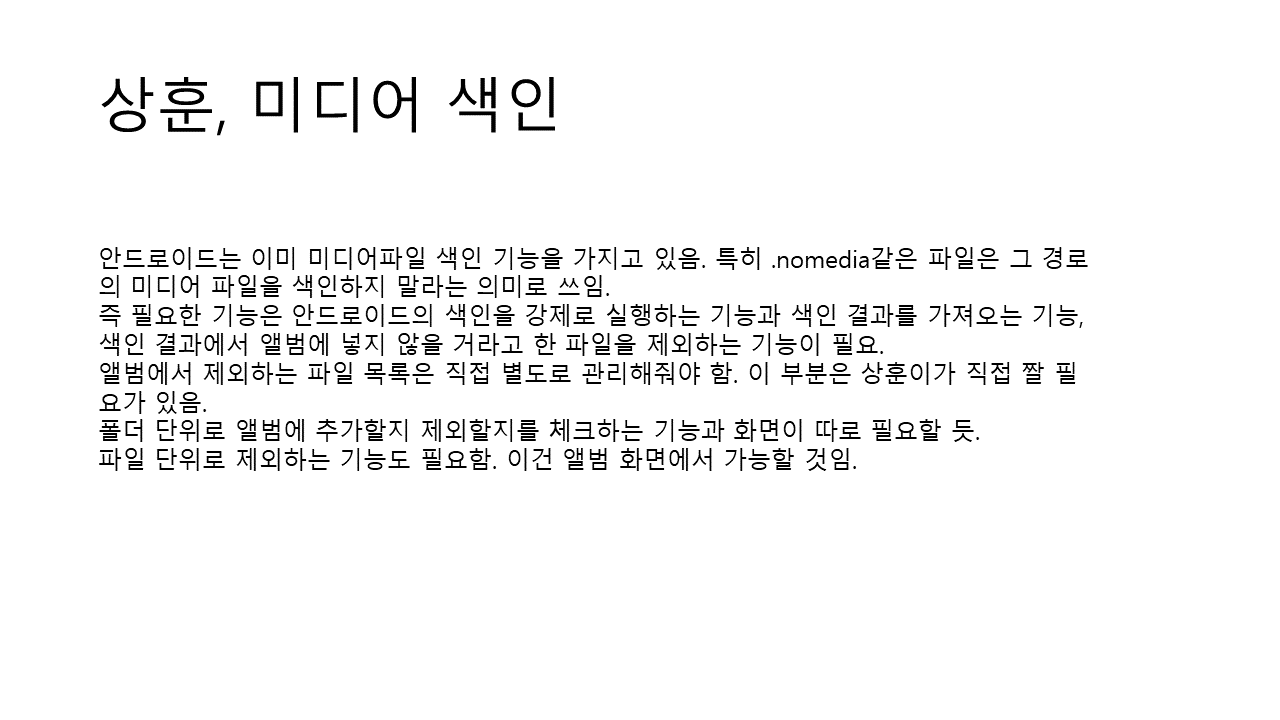 상훈, 미디어 색인
안드로이드는 이미 미디어파일 색인 기능을 가지고 있음. 특히 .nomedia같은 파일은 그 경로
의 미디어 파일을 색인하지 말라는 의미로 쓰임.
즉 필요한 기능은 안드로이드의 색인을 강제로 실행하는 기능과 색인 결과를 가져오는 기능,
색인 결과에서 앨범에 넣지 않을 거라고 한 파일을 제외하는 기능이 필요.
앨범에서 제외하는 파일 목록은 직접 별도로 관리해줘야 함. 이 부분은 상훈이가 직접 짤 필
요가 있음.
폴더 단위로 앨범에 추가할지 제외할지를 체크하는 기능과 화면이 따로 필요할 듯.
파일 단위로 제외하는 기능도 필요함. 이건 앨범 화면에서 가능할 것임.